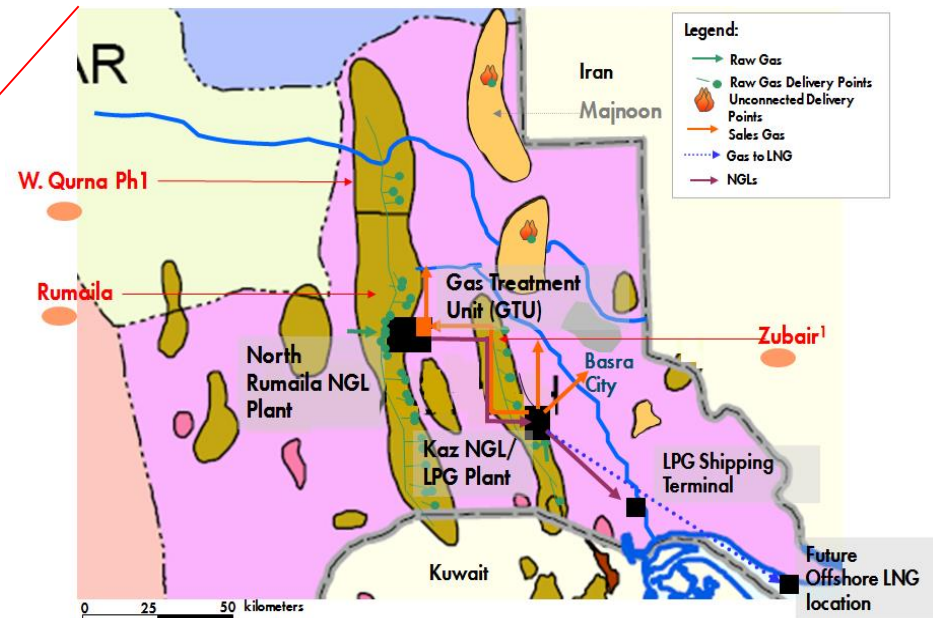 AR
Iran
Majnoon
Legend:
Raw Gas
Raw Gas Delivery Points
Unconnected Delivery
Points
Sales Gas
Gas to LNG
NGLs
W. Qurna Ph1
Rumaila
Gas Treatment
Unit (GTU)
Zubair1
North
Rumaila NGL
Plant
Basra
City
Kaz NGL/
LPG Plant
LPG Shipping
Terminal
Kuwait
Future
Offshore LNG
location
0 25 50 kilometers